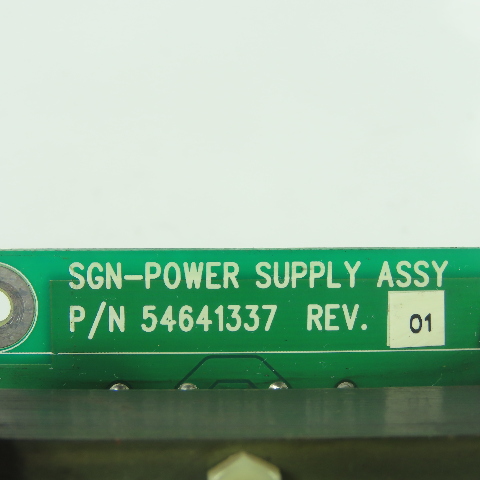 SGN-POWER SUPPLY ASSY
P/N 54641337 REV. 01